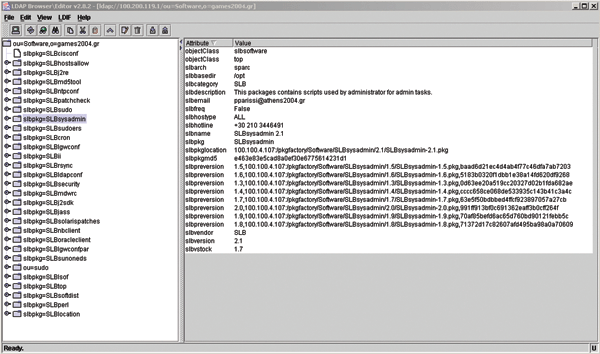 LDAP Browser\Editor v2.8.2 - [ldap://100.200.119.1/ou=Software,o=games2004.gr]
File Edit View LDIF Help
ou=Software,o=games2004.gr
slbpkg=SLBcisconf
slbpkg=SLBhostsallow
slbpkg=SLBj2re
slbpkg=SLBmd5tool
slbpkg=SLBntpconf
slbpkg=SLBpatchcheck
slbpkg=SLBsudo
slbpkg=SLBsysadmin
slbpkg=SLBsudoers
slbpkg=SLBcron
slbpkg=SLBlgwconf
slbpkg=SLBii
slbpkg=SLBrsync
slbpkg=SLBldapconf
slbpkg=SLBsecurity
slbpkg=SLBrndwrc
slbpkg=SLBj2sdk
slbpkg=SLBjass
slbpkg=SLBsolarispatches
slbpkg=SLBnbclient
slbpkg=SLBoracleclient
slbpkg=SLBlgwconfpar
slbpkg=SLBsunoneds
ou=sudo
slbpkg=SLBlsof
slbpkg=SLBtop
slbpkg=SLBsoftdist
slbpkg=SLBperl
slbpkg=SLBlocation
Attribute Value
objectClass slbsoftware
objectClass top
slbarch sparc
slbbasedir /opt
slbcategory SLB
slbdescription This packages contains scripts used by administrator for admin tasks.
slbemail pparissi@athens2004.gr
slbfreq False
slbhostype ALL
slbhotline +30 210 3446491
slbname SLBsysadmin 2.1
slbpkg SLBsysadmin
slbpkglocation 100.100.4.107:/pkgfactory/Software/SLBsysadmin/2.1/SLBsysadmin-2.1.pkg
slbpkgmd5 e463e83e5cad8a0ef30e6775614231d1
slbpreversion 1.5,100.100.4.107:/pkgfactory/Software/SLBsysadmin/1.5/SLBsysadmin-1.5.pkg,baad6d21ec4d4ab4f77c46dfa7ab7203
slbpreversion 1.6,100.100.4.107:/pkgfactory/Software/SLBsysadmin/1.6/SLBsysadmin-1.6.pkg,5183b0320f1dbb1e38a14fd620df9268
slbpreversion 1.3,100.100.4.107:/pkgfactory/Software/SLBsysadmin/1.3/SLBsysadmin-1.3.pkg,0d63ee20a519cc20327d02b1fda682ae
slbpreversion 1.4,100.100.4.107:/pkgfactory/Software/SLBsysadmin/1.4/SLBsysadmin-1.4.pkg,cccc658ce068de533935c143b41c3a4c
slbpreversion 1.7,100.100.4.107:/pkgfactory/Software/SLBsysadmin/1.7/SLBsysadmin-1.7.pkg,63e5f50bdbbed4ffcf923897057a27cb
slbpreversion 2.0,100.100.4.107:/pkgfactory/Software/SLBsysadmin/2.0/SLBsysadmin-2.0.pkg,991ff913bf0c691362eaff3b0cff264f
slbpreversion 1.9,100.100.4.107:/pkgfactory/Software/SLBsysadmin/1.9/SLBsysadmin-1.9.pkg,70af05befd6ac65d760bd90121febb5c
slbpreversion 1.8,100.100.4.107:/pkgfactory/Software/SLBsysadmin/1.8/SLBsysadmin-1.8.pkg,71372d17c82607afd495ba98a0a70609
slbvendor SLB
slbversion 2.1
slbvstock 1.7
Ready.
U